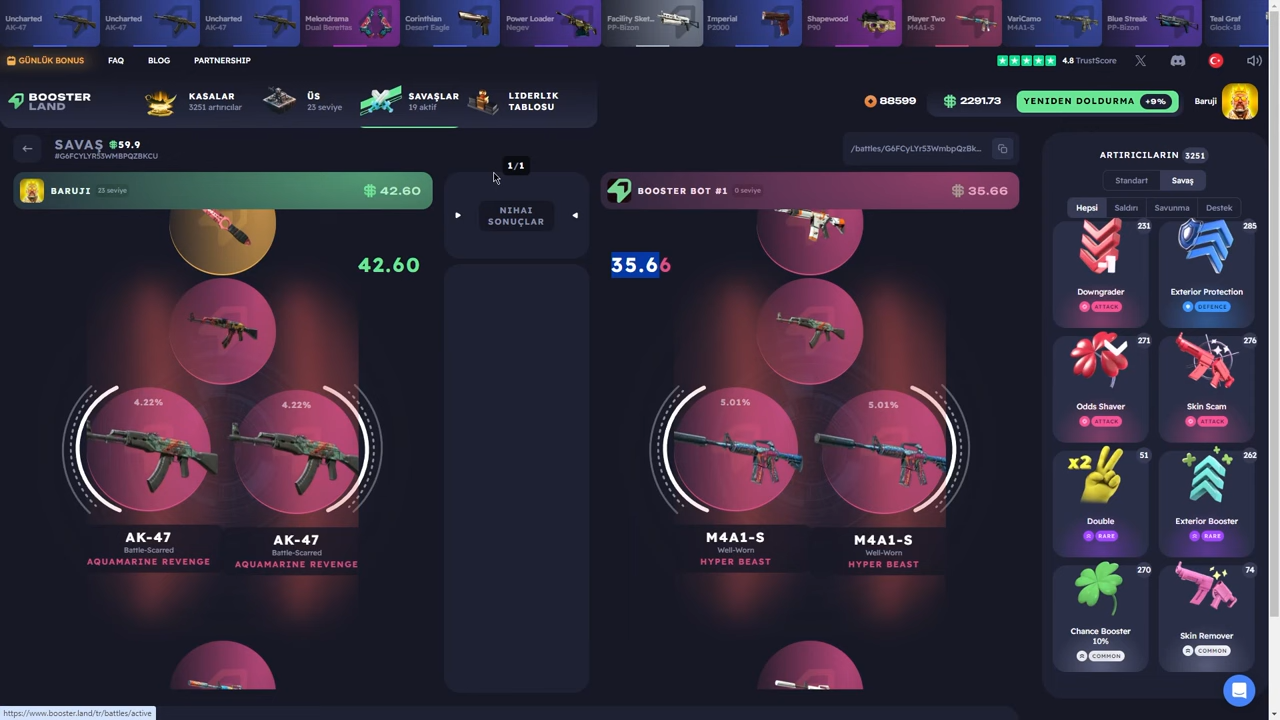 Uncharted Uncharted Uncharted Melondrama Corinthian Power Loader Facility Sket... Imperial Shapewood Player Two VariCamo Blue Streak Teal Graf
AK-47 AK-47 AK-47 Dual Berettas Desert Eagle Negev PP-Bizon P2000 P90 M4A1-S M4A1-S PP-Bizon Glock-18
GÜNLÜK BONUS FAQ BLOG PARTNERSHIP 4.8 TrustScore
BOOSTER LAND
KASALAR
3251 artırıcılar
ÜS
23 seviye
SAVAŞLAR
19 aktif
LIDERLIK
TABLOSU
88599 2291.73 YENIDEN DOLDURMA +9% Baruji
SAVAŞ 59.9
#G6FCYLYR53WMBPQZBKCU
1/1
/battles/G6FCyLYr53WmbpQzBk...
BARUJI 23 seviye 42.60
NIHAI
SONUÇLAR
BOOSTER BOT #1 0 seviye 35.66
42.60
35.66
4.22% 4.22%
AK-47 AK-47
Battle-Scarred Battle-Scarred
AQUAMARINE REVENGE AQUAMARINE REVENGE
5.01% 5.01%
M4A1-S M4A1-S
Well-Worn Well-Worn
HYPER BEAST HYPER BEAST
ARTIRICILARIN 3251
Standart Savaş
Hepsi Saldırı Savunma Destek
231 285
Downgrader Exterior Protection
ATTACK DEFENCE
271 276
Odds Shaver Skin Scam
ATTACK ATTACK
51 262
x2
Double Exterior Booster
RARE RARE
270 74
Chance Booster
10%
COMMON
Skin Remover
COMMON
https://www.booster.land/tr/battles/active